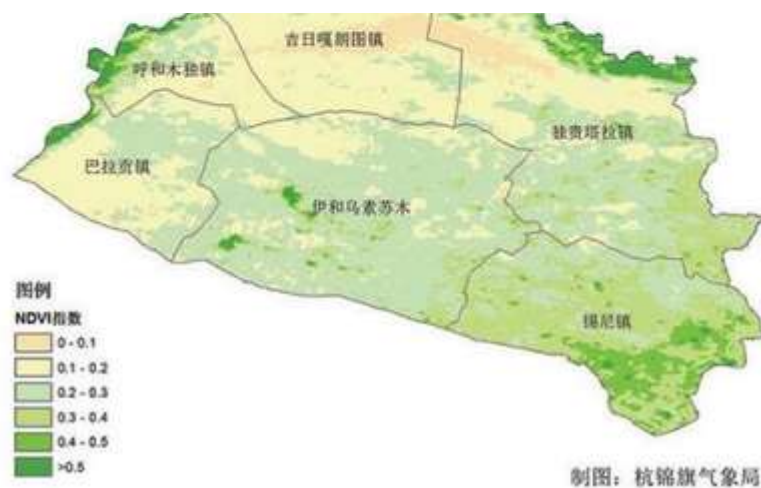 吉日嘎朗图镇
呼和木独镇
独贵塔拉镇
巴拉贡镇
伊和乌素苏木
锡尼镇
图例
NDVI指数
0 - 0.1
0.1 - 0.2
0.2 - 0.3
0.3 - 0.4
0.4 - 0.5
>0.5
制图：杭锦旗气象局